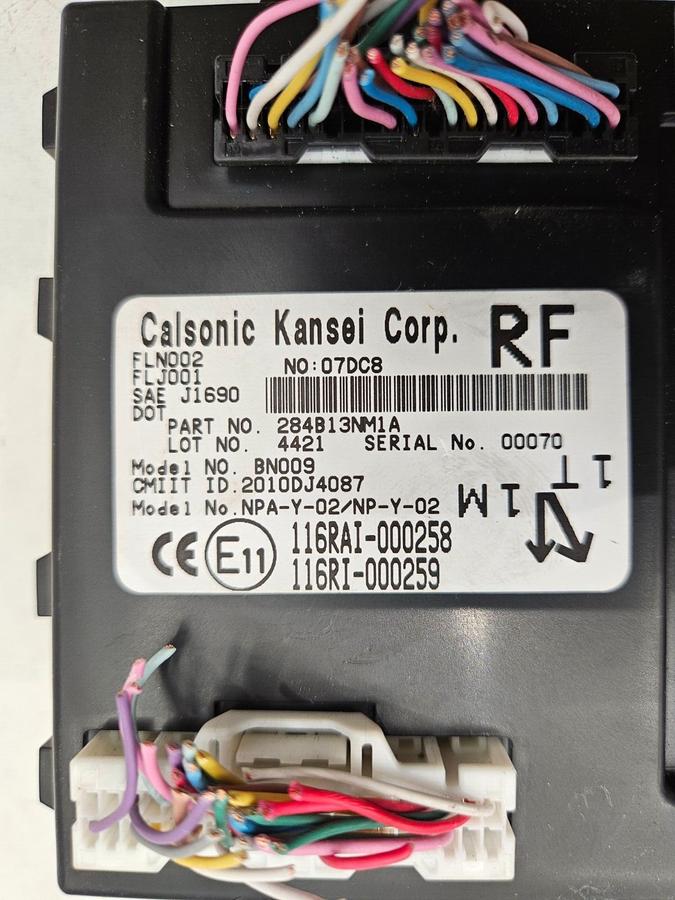 Calsonic Kansei Corp. RF
FLN002 NO:07DC8
FLJ001
SAE J1690
DOT
PART NO. 284B13NM1A
LOT NO. 4421 SERIAL No. 00070
Model NO. BN009
CMIIT ID.2010DJ4087
Model No.NPA-Y-02/NP-Y-02
1M 1T
CE E11 116RAI-000258
116RI-000259